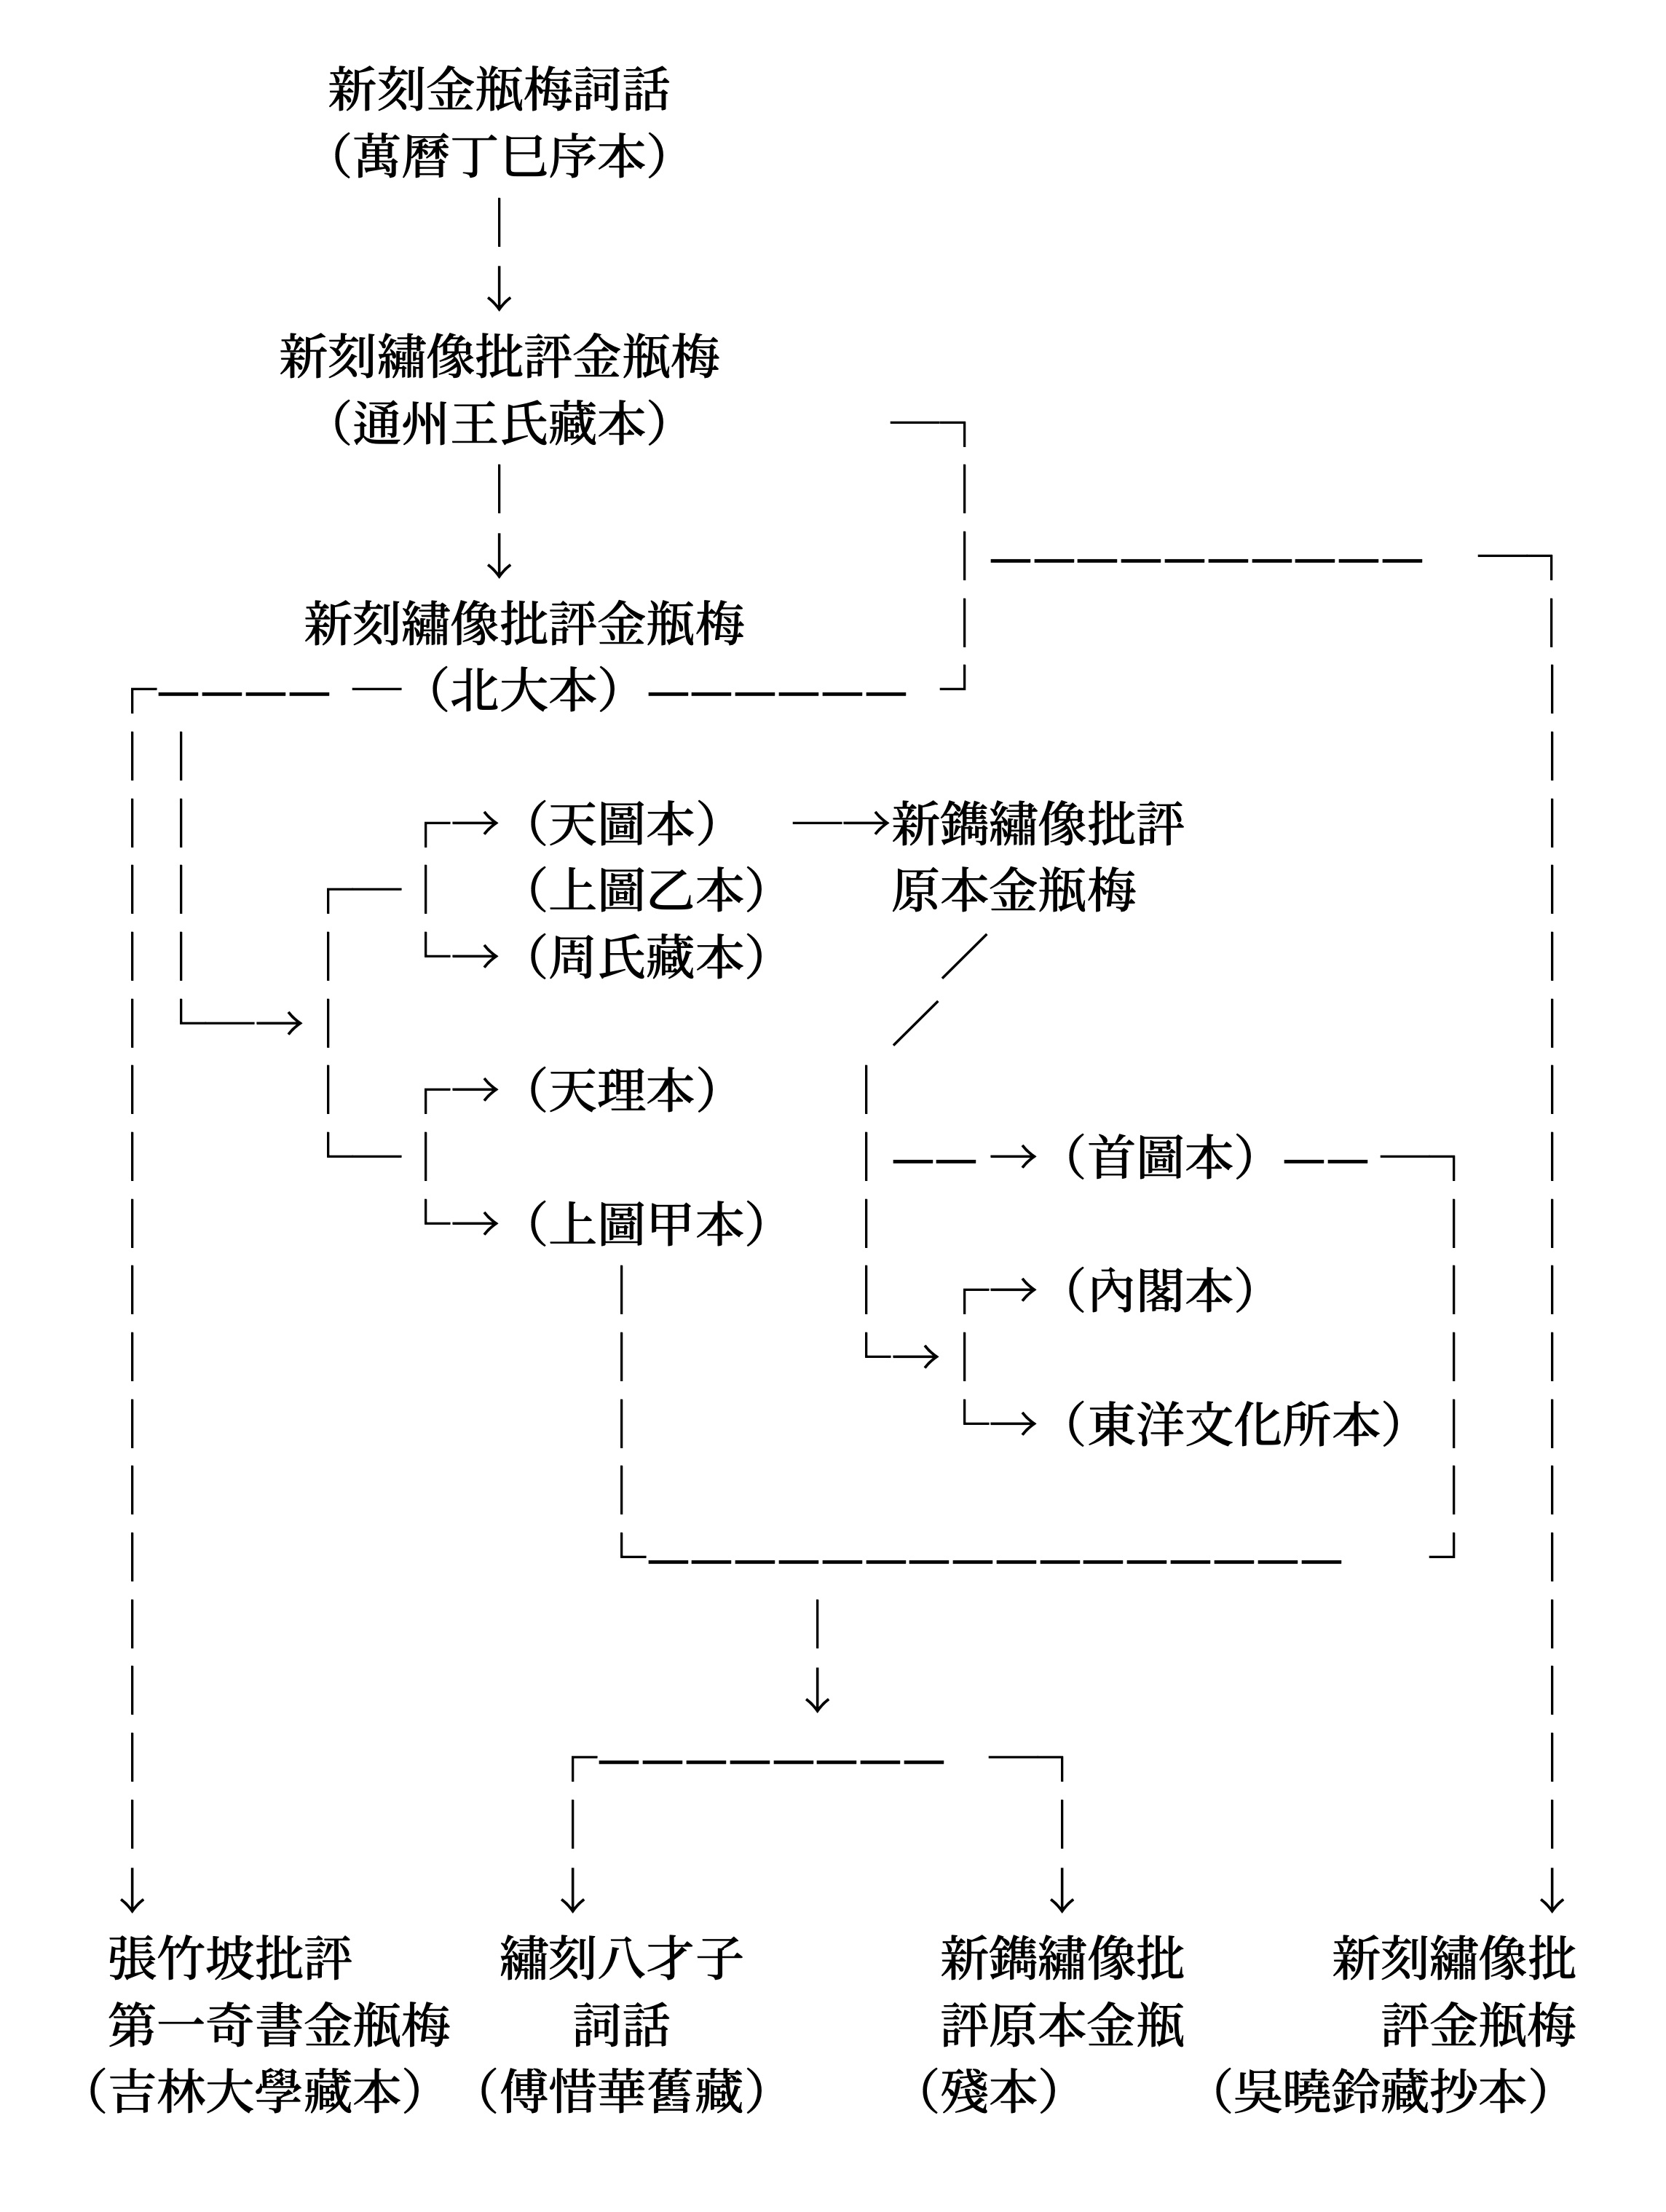 新刻金瓶梅詞話
（萬曆丁巳序本）
新刻繡像批評金瓶梅
（通州王氏藏本）
新刻繡像批評金瓶梅
（北大本）
（天圖本）
新鐫繡像批評
（上圖乙本）
原本金瓶梅
（周氏藏本）
（天理本）
（首圖本）
（上圖甲本）
（內閣本）
（東洋文化所本）
張竹坡批評
第一奇書金瓶梅
（吉林大學藏本）
繡刻八才子
詞話
（傅惜華舊藏）
新鐫繡像批
評原本金瓶
（殘本）
新刻繡像批
評金瓶梅
（吳曉鈴藏抄本）